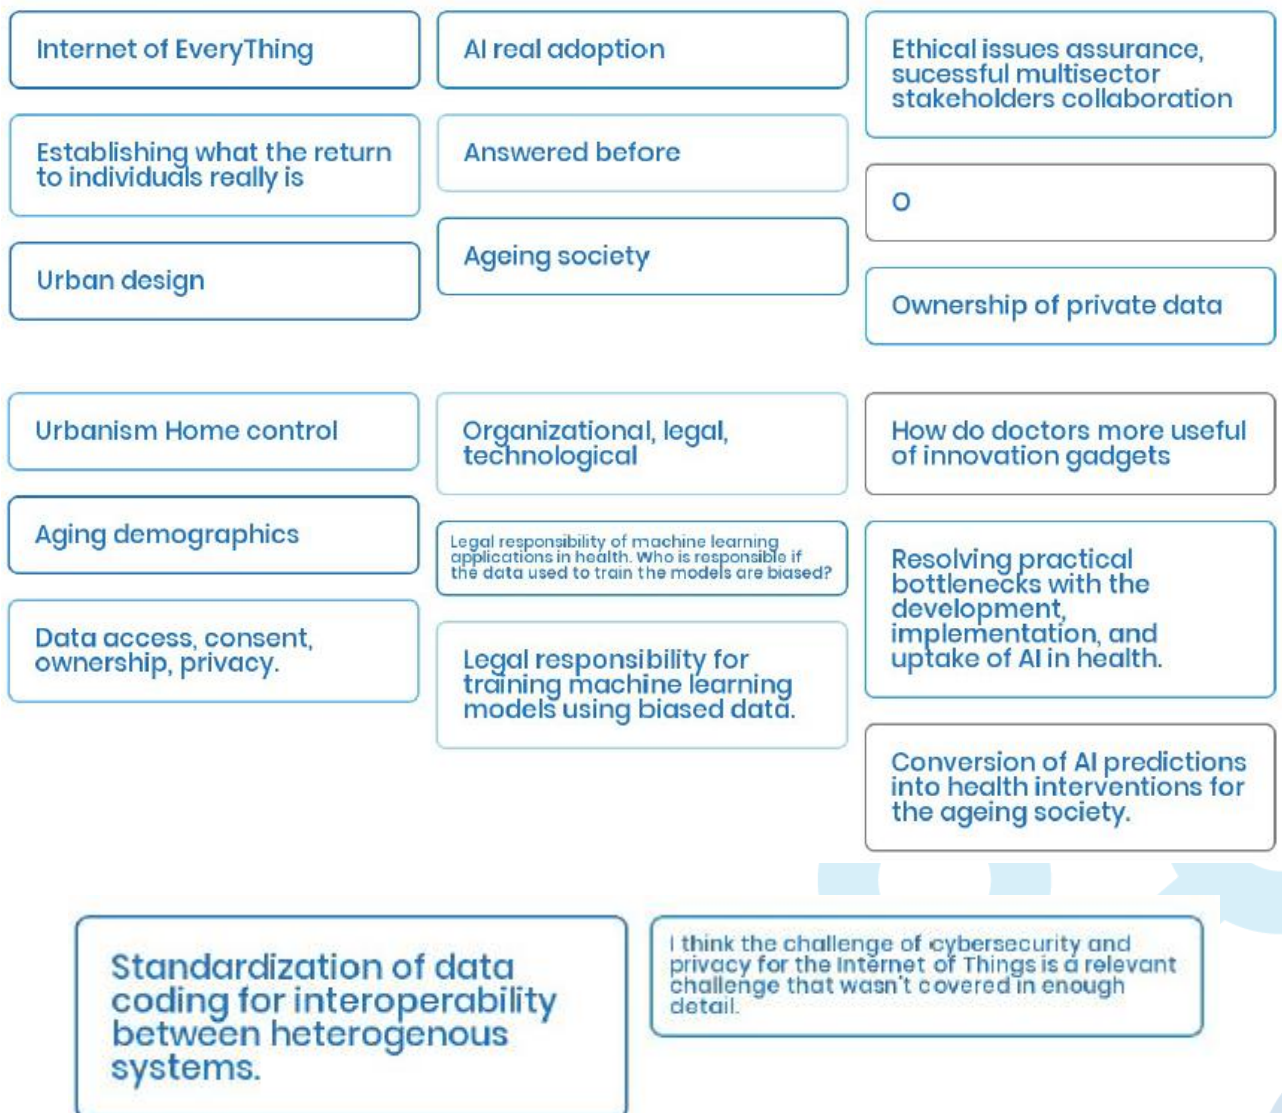 Internet of EveryThing
Establishing what the return
to individuals really is
Urban design
AI real adoption
Answered before
Ageing society
Ethical issues assurance,
sucessful multisector
stakeholders collaboration
O
Ownership of private data
Urbanism Home control
Aging demographics
Data access, consent,
ownership, privacy.
Organizational, legal,
technological
Legal responsibility of machine learning
applications in health. Who is responsible if
the data used to train the models are biased?
Legal responsibility for
training machine learning
models using biased data.
How do doctors more useful
of innovation gadgets
Resolving practical
bottlenecks with the
development,
implementation, and
uptake of AI in health.
Conversion of AI predictions
into health interventions for
the ageing society.
Standardization of data
coding for interoperability
between heterogenous
systems.
I think the challenge of cybersecurity and
privacy for the Internet of Things is a relevant
challenge that wasn't covered in enough
detail.